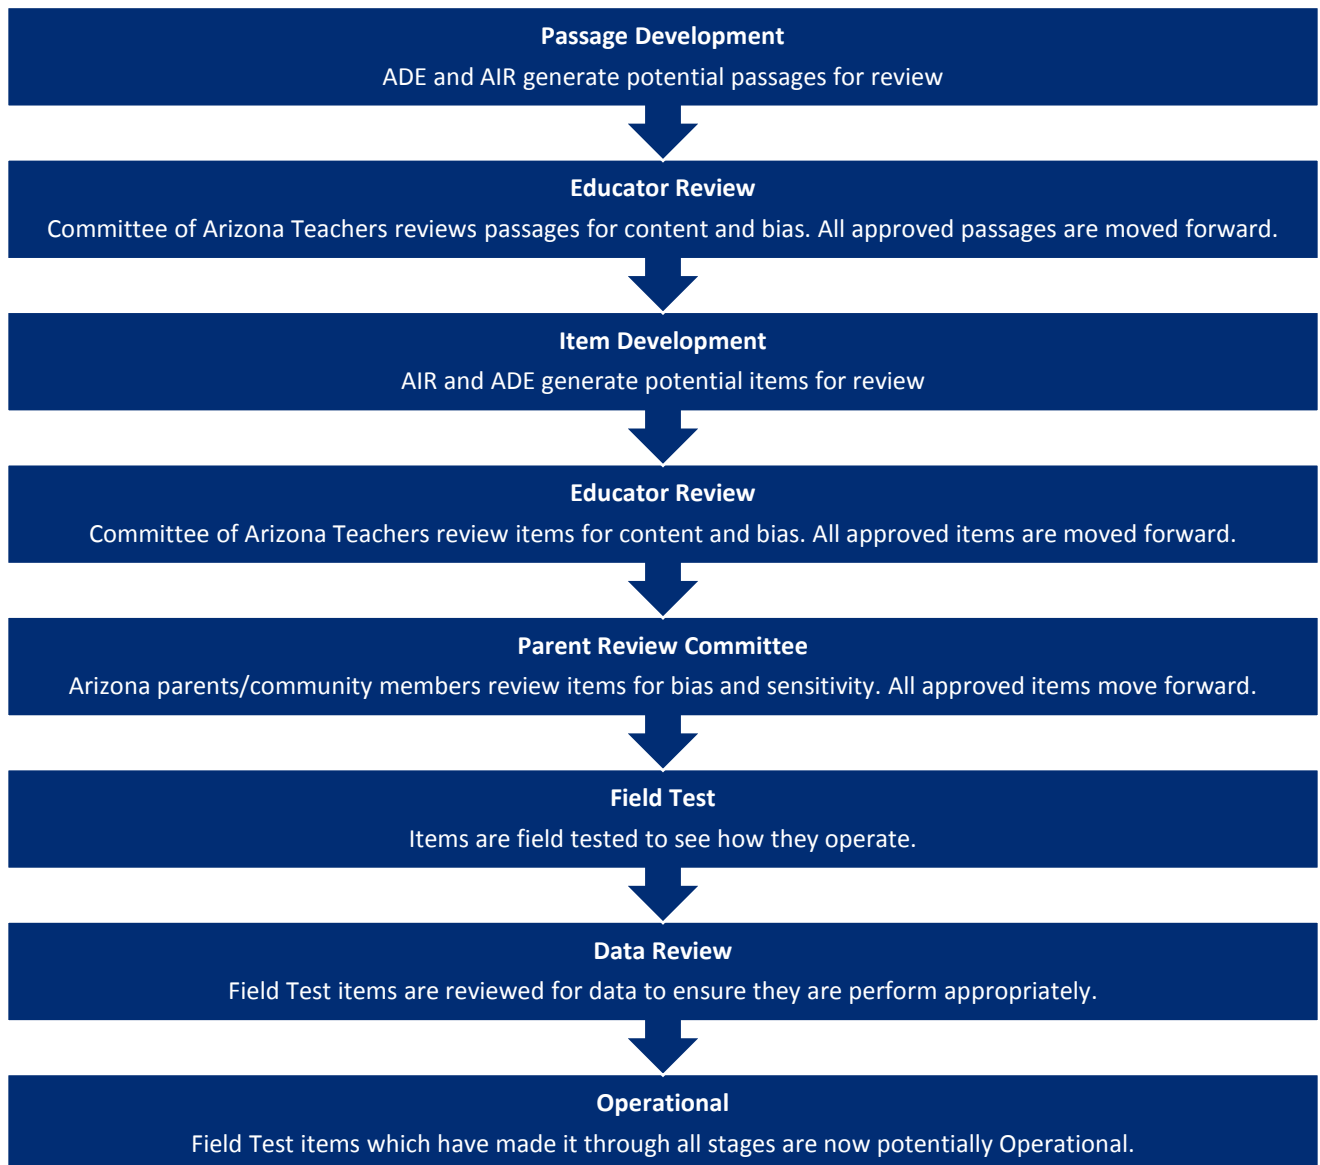 Passage Development
ADE and AIR generate potential passages for review
Educator Review
Committee of Arizona Teachers reviews passages for content and bias. All approved passages are moved forward.
Item Development
AIR and ADE generate potential items for review
Educator Review
Committee of Arizona Teachers review items for content and bias. All approved items are moved forward.
Parent Review Committee
Arizona parents/community members review items for bias and sensitivity. All approved items move forward.
Field Test
Items are field tested to see how they operate.
Data Review
Field Test items are reviewed for data to ensure they are perform appropriately.
Operational
Field Test items which have made it through all stages are now potentially Operational.